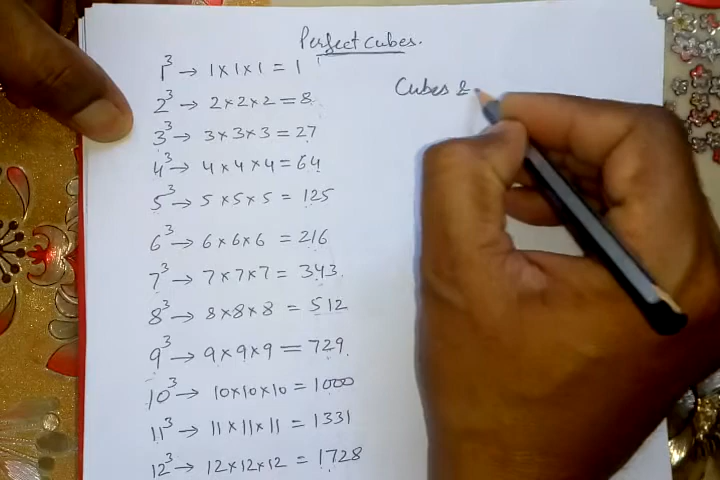 Perfect cubes.
1³ → 1×1×1 = 1
Cubes &
2³ → 2×2×2 = 8
3³ → 3×3×3 = 27
4³ → 4×4×4 = 64
5³ → 5×5×5 = 125
6³ → 6×6×6 = 216
7³ → 7×7×7 = 343
8³ → 8×8×8 = 512
9³ → 9×9×9 = 729
10³ → 10×10×10 = 1000
11³ → 11×11×11 = 1331
12³ → 12×12×12 = 1728